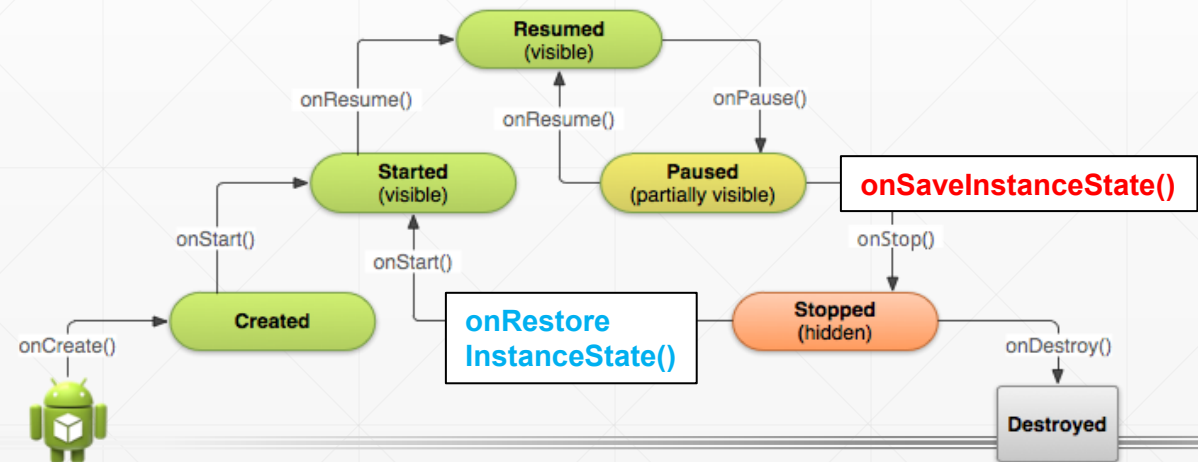 Resumed
(visible)
onResume()
onResume()
onPause()
Started
(visible)
Paused
(partially visible)
onSaveInstanceState()
onStart()
onStart()
onStop()
Created
onRestore
InstanceState()
Stopped
(hidden)
onCreate()
onDestroy()
Destroyed